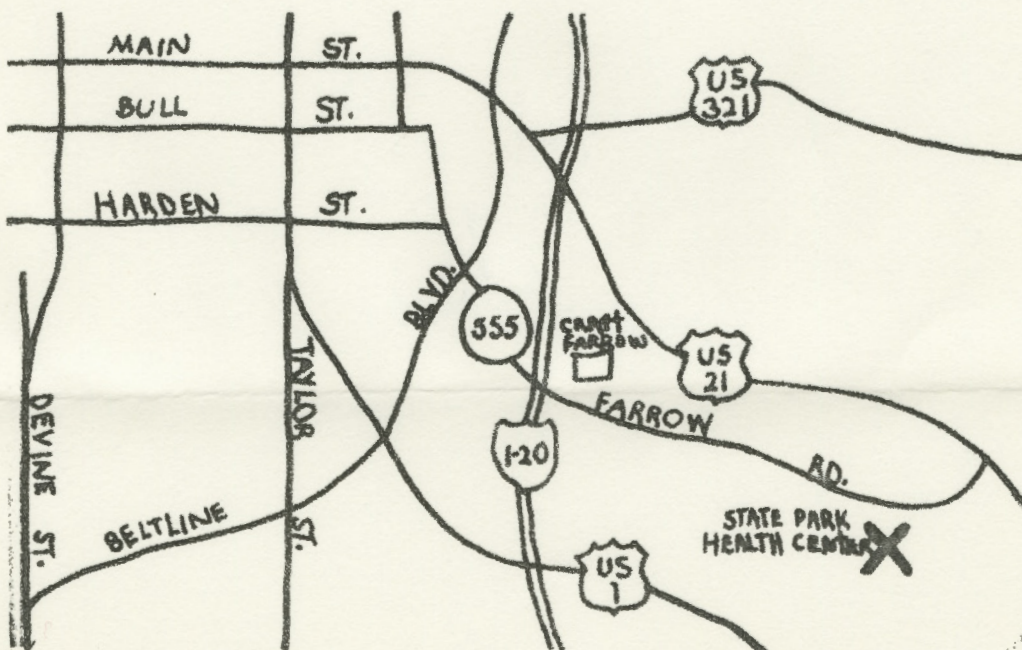 MAIN ST.
US 321
BULL ST.
HARDEN ST.
BLVD.
555
CRAFT
FARROW
US 21
TAYLOR ST.
DEVINE ST.
FARROW RD.
I-20
BELTLINE
STATE PARK
HEALTH CENTER
US 1